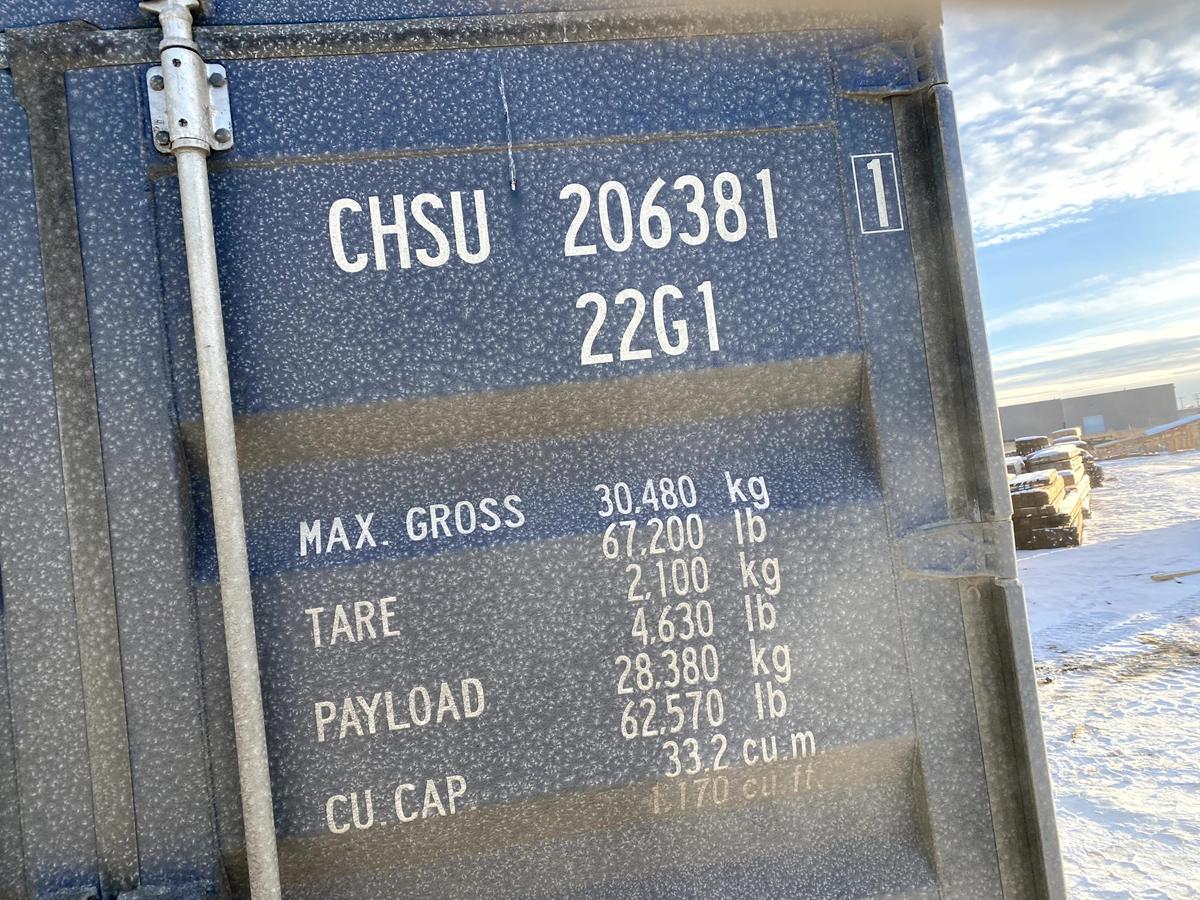 CHSU 206381 1
22G1
MAX. GROSS 30.480 kg
67,200 lb
TARE 2,100 kg
4,630 lb
PAYLOAD 28,380 kg
62,570 lb
CU.CAP. 33,2 cu.m
1,170 cu ft